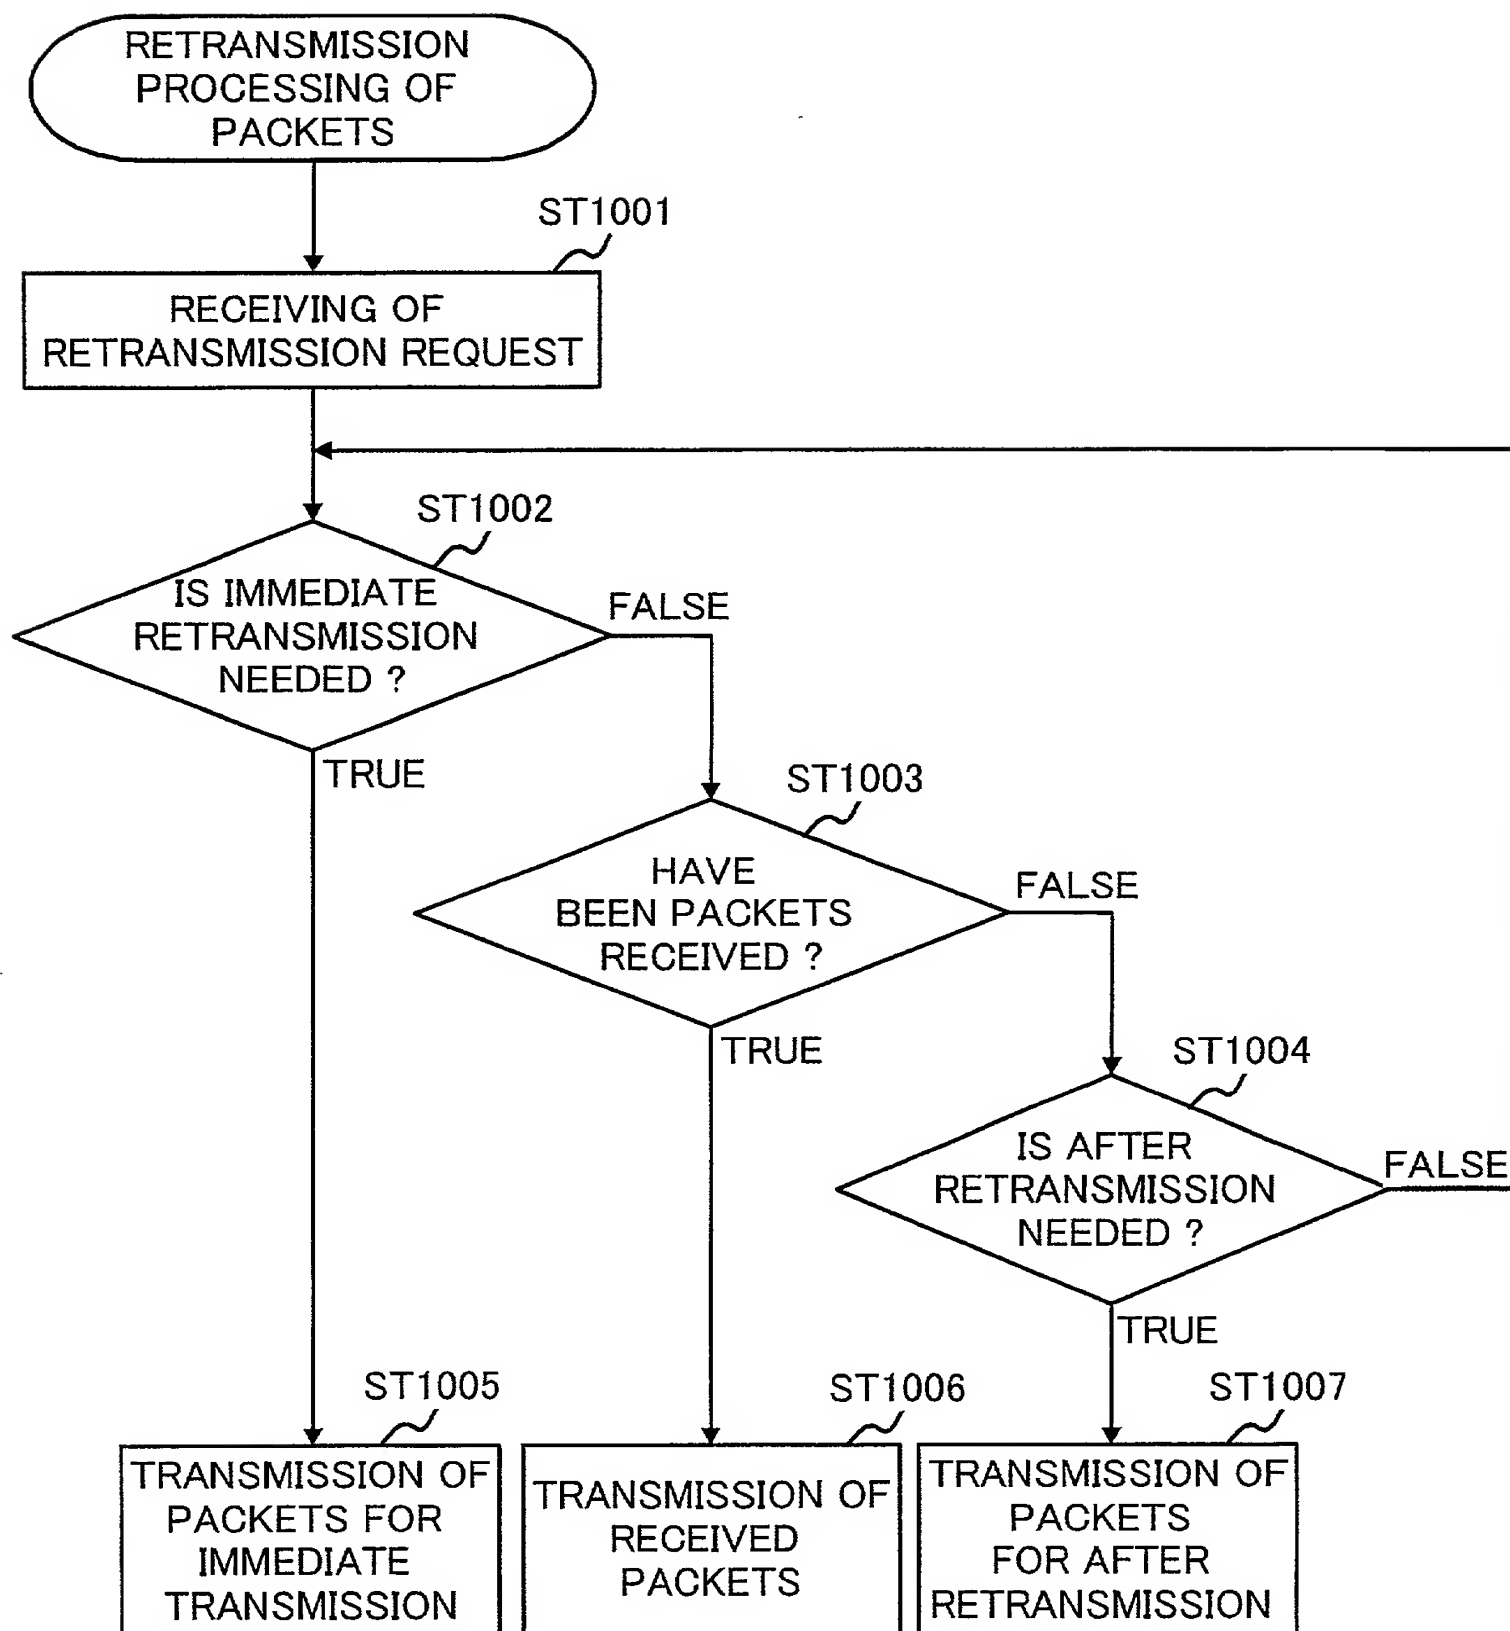 RETRANSMISSION
PROCESSING OF
PACKETS
ST1001
RECEIVING OF
RETRANSMISSION REQUEST
ST1002
IS IMMEDIATE
RETRANSMISSION
NEEDED ?
FALSE
TRUE
ST1003
HAVE
BEEN PACKETS
RECEIVED ?
FALSE
TRUE
ST1004
IS AFTER
RETRANSMISSION
NEEDED ?
FALSE
TRUE
ST1005
TRANSMISSION OF
PACKETS FOR
IMMEDIATE
TRANSMISSION
ST1006
TRANSMISSION OF
RECEIVED
PACKETS
ST1007
TRANSMISSION OF
PACKETS
FOR AFTER
RETRANSMISSION